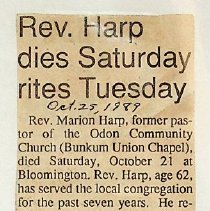 Rev. Harp
dies Saturday
rites Tuesday
Oct. 25, 1989
Rev. Marion Harp, former pas-
tor of the Odon Community
Church (Bunkum Union Chapel),
died Saturday, October 21 at
Bloomington. Rev. Harp, age 62,
has served the local congregation
for the past seven years. He re-